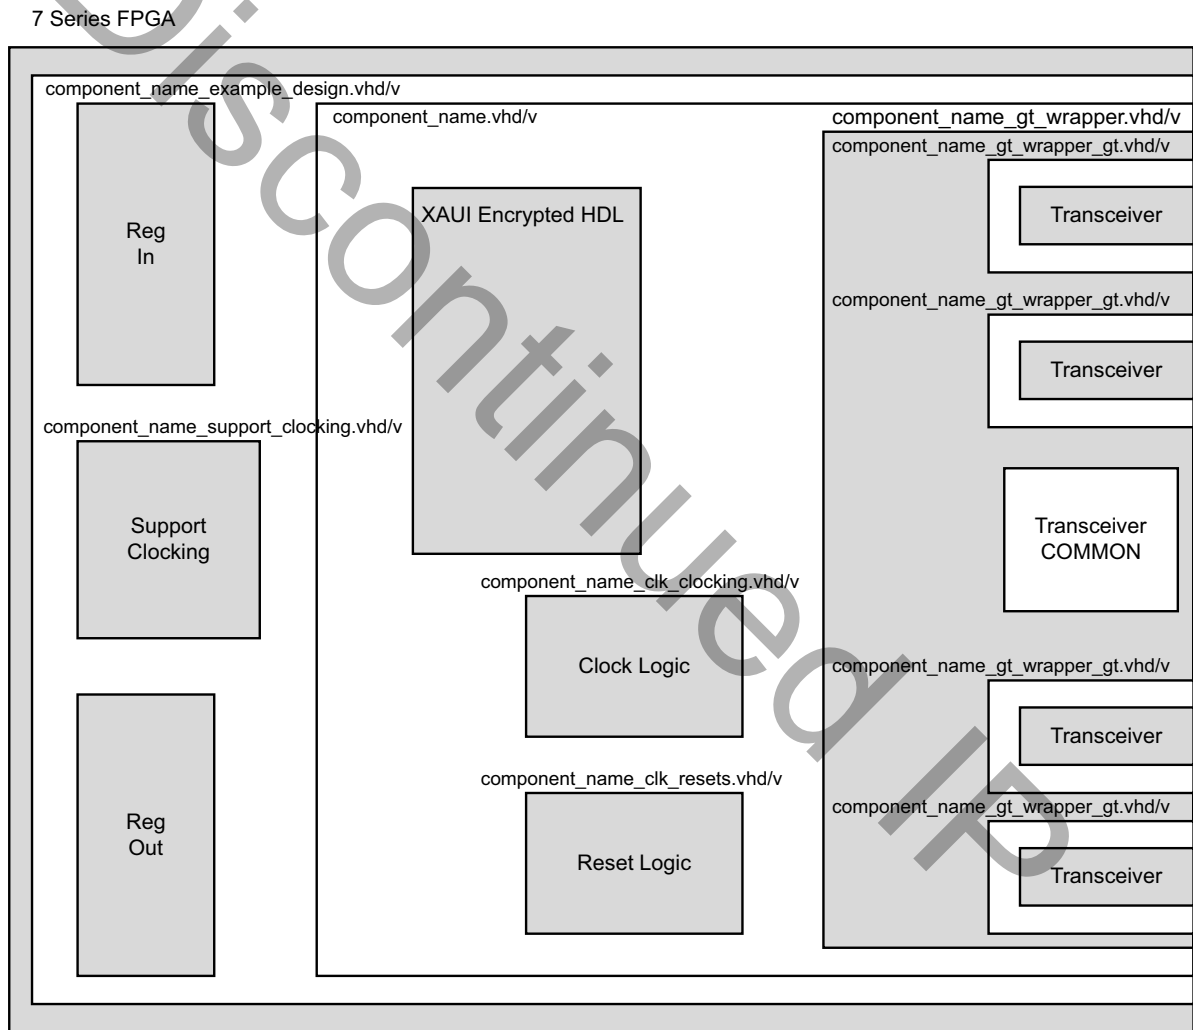 7 Series FPGA
component_name_example_design.vhd/v
component_name.vhd/v
component_name_gt_wrapper.vhd/v
component_name_gt_wrapper_gt.vhd/v
Transceiver
XAUI Encrypted HDL
Reg
In
component_name_gt_wrapper_gt.vhd/v
Transceiver
component_name_support_clocking.vhd/v
Support
Clocking
Transceiver
COMMON
component_name_clk_clocking.vhd/v
Clock Logic
component_name_gt_wrapper_gt.vhd/v
Transceiver
component_name_clk_resets.vhd/v
Reset Logic
component_name_gt_wrapper_gt.vhd/v
Transceiver
Reg
Out
Discontinued IP